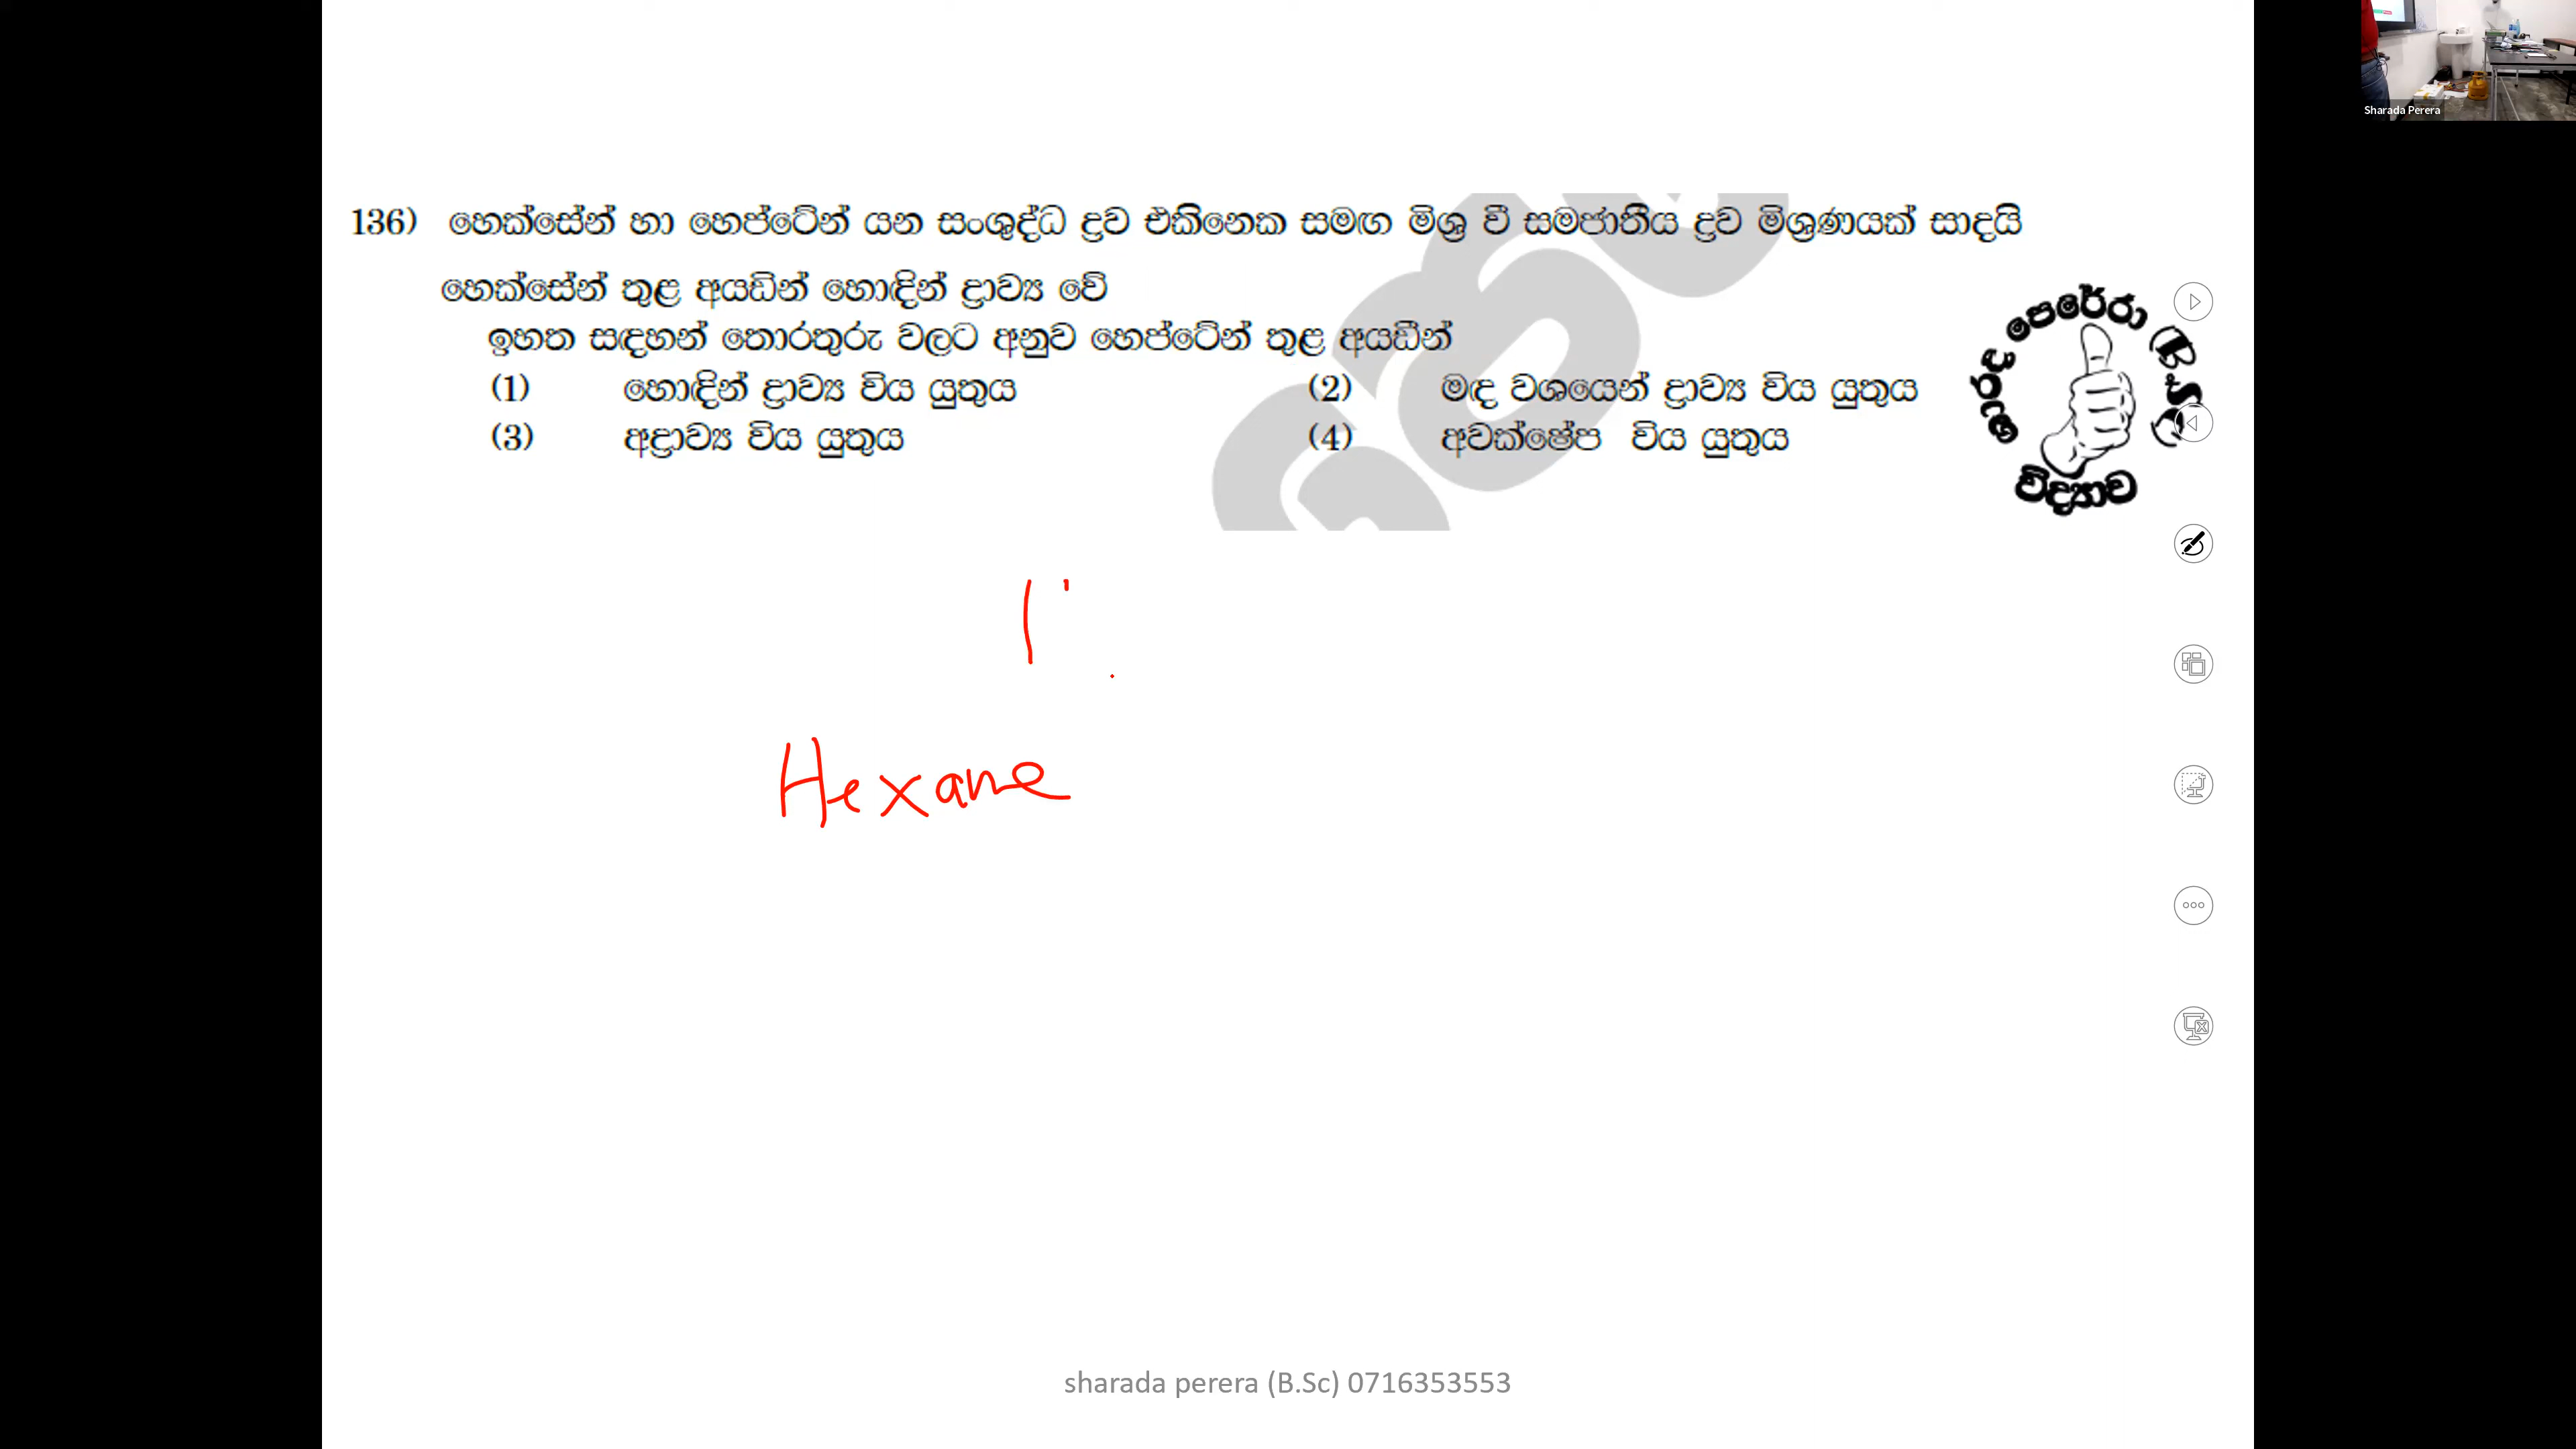 Sharada Perera
136) හෙක්සේන් හා හෙප්ටේන් යන සංශුද්ධ ද්‍රව එකිනෙක සමඟ මිශ්‍ර වී සමජාතීය ද්‍රව මිශ්‍රණයක් සාදයි
හෙක්සේන් තුළ අයඩින් හොඳින් ද්‍රාව්‍ය වේ
ඉහත සඳහන් තොරතුරු වලට අනුව හෙප්ටේන් තුළ අයඩීන්
(1) හොඳින් ද්‍රාව්‍ය විය යුතුය (2) මඳ වශයෙන් ද්‍රාව්‍ය විය යුතුය
(3) අද්‍රාව්‍ය විය යුතුය (4) අවක්ෂේප විය යුතුය
විද්‍යාව
Hexane
sharada perera (B.Sc) 0716353553